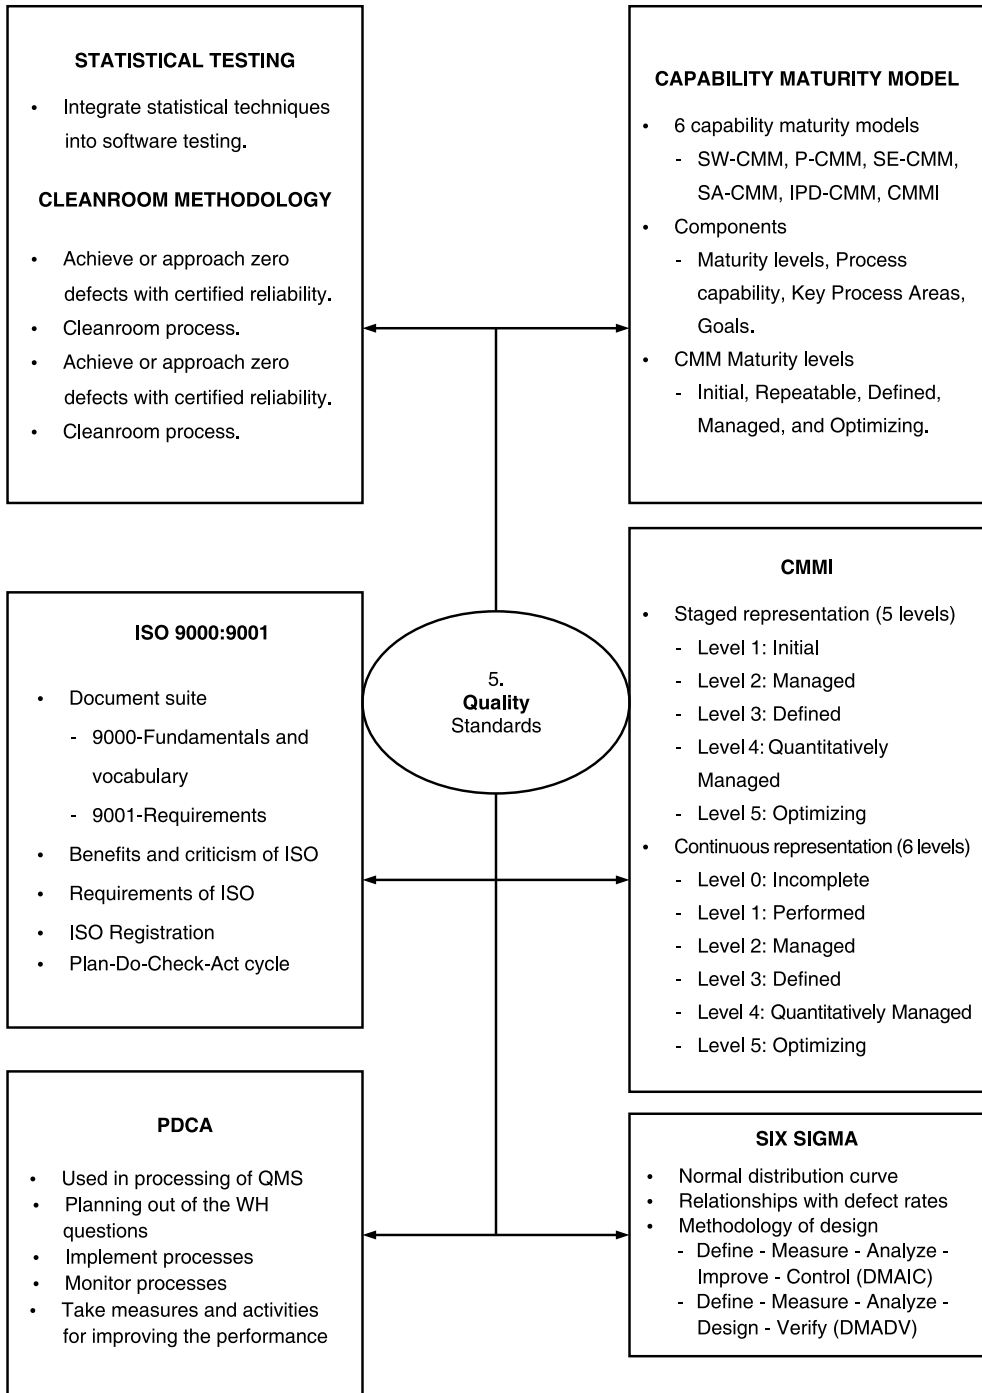 STATISTICAL TESTING
• Integrate statistical techniques
into software testing.
CLEANROOM METHODOLOGY
• Achieve or approach zero
defects with certified reliability.
• Cleanroom process.
• Achieve or approach zero
defects with certified reliability.
• Cleanroom process.
CAPABILITY MATURITY MODEL
• 6 capability maturity models
- SW-CMM, P-CMM, SE-CMM,
SA-CMM, IPD-CMM, CMMI
• Components
- Maturity levels, Process
capability, Key Process Areas,
Goals.
• CMM Maturity levels
- Initial, Repeatable, Defined,
Managed, and Optimizing.
ISO 9000:9001
• Document suite
- 9000-Fundamentals and
vocabulary
- 9001-Requirements
• Benefits and criticism of ISO
• Requirements of ISO
• ISO Registration
• Plan-Do-Check-Act cycle
5.
Quality
Standards
CMMI
• Staged representation (5 levels)
- Level 1: Initial
- Level 2: Managed
- Level 3: Defined
- Level 4: Quantitatively
Managed
- Level 5: Optimizing
• Continuous representation (6 levels)
- Level 0: Incomplete
- Level 1: Performed
- Level 2: Managed
- Level 3: Defined
- Level 4: Quantitatively Managed
- Level 5: Optimizing
PDCA
• Used in processing of QMS
• Planning out of the WH
questions
• Implement processes
• Monitor processes
• Take measures and activities
for improving the performance
SIX SIGMA
• Normal distribution curve
• Relationships with defect rates
• Methodology of design
- Define - Measure - Analyze -
Improve - Control (DMAIC)
- Define - Measure - Analyze -
Design - Verify (DMADV)